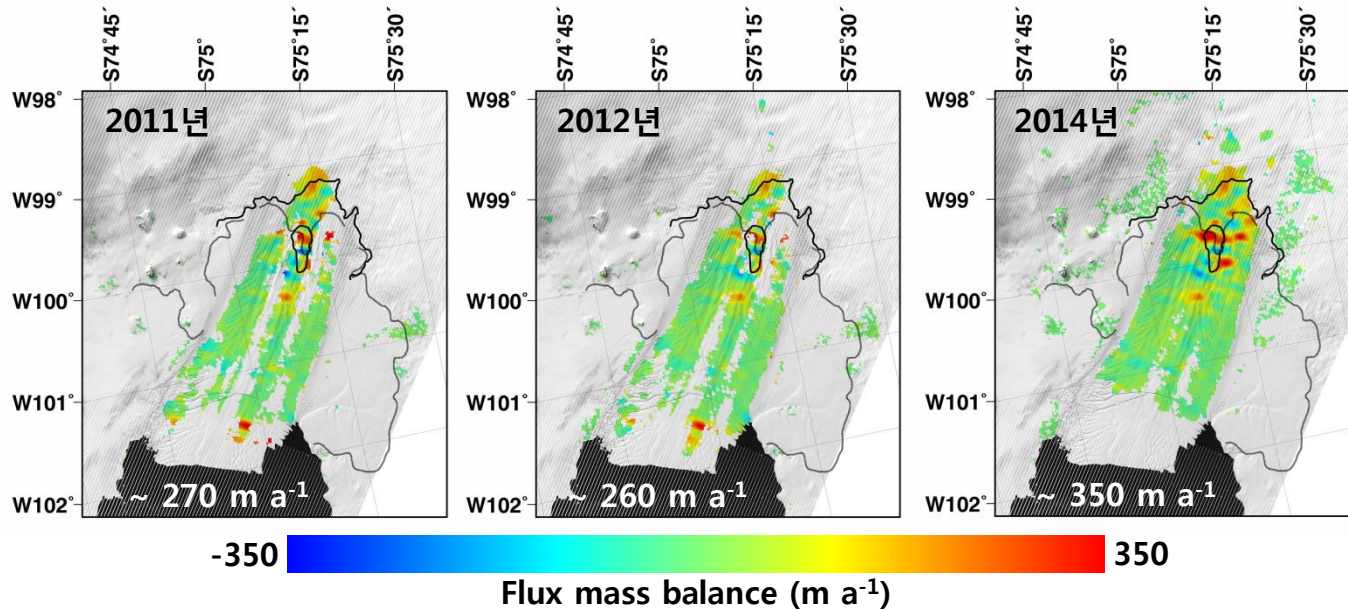 S74˚45´ S75˚ S75˚15´ S75˚30´ S74˚45´ S75˚ S75˚15´ S75˚30´ S74˚45´ S75˚ S75˚15´ S75˚30´
W98˚ W98˚ W98˚
2011년 2012년 2014년
W99˚ W99˚ W99˚
W100˚ W100˚ W100˚
W101˚ W101˚ W101˚
W102˚ W102˚ W102˚
~ 270 m a⁻¹ ~ 260 m a⁻¹ ~ 350 m a⁻¹
-350 350
Flux mass balance (m a⁻¹)